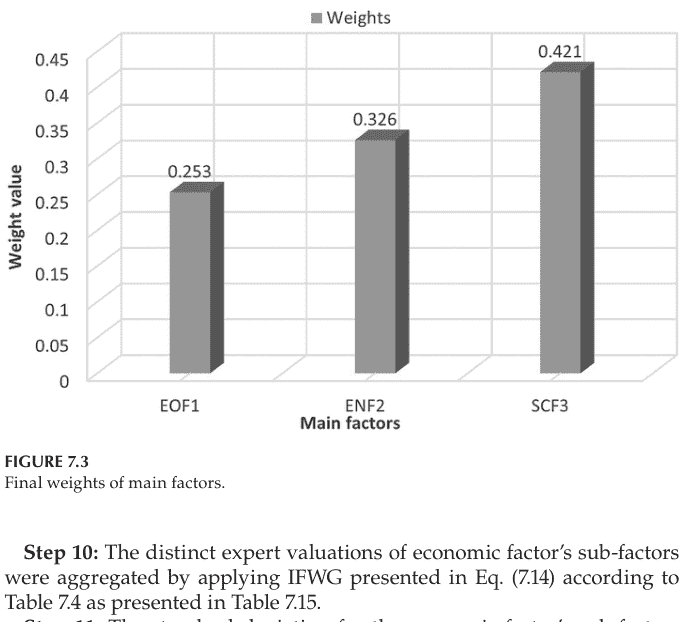 Weights
0.45
0.4
0.35
0.3
0.25
0.2
0.15
0.1
0.05
0
Weight value
0.253
0.326
0.421
EOF1 ENF2 SCF3
Main factors
FIGURE 7.3
Final weights of main factors.
Step 10: The distinct expert valuations of economic factor’s sub-factors
were aggregated by applying IFWG presented in Eq. (7.14) according to
Table 7.4 as presented in Table 7.15.